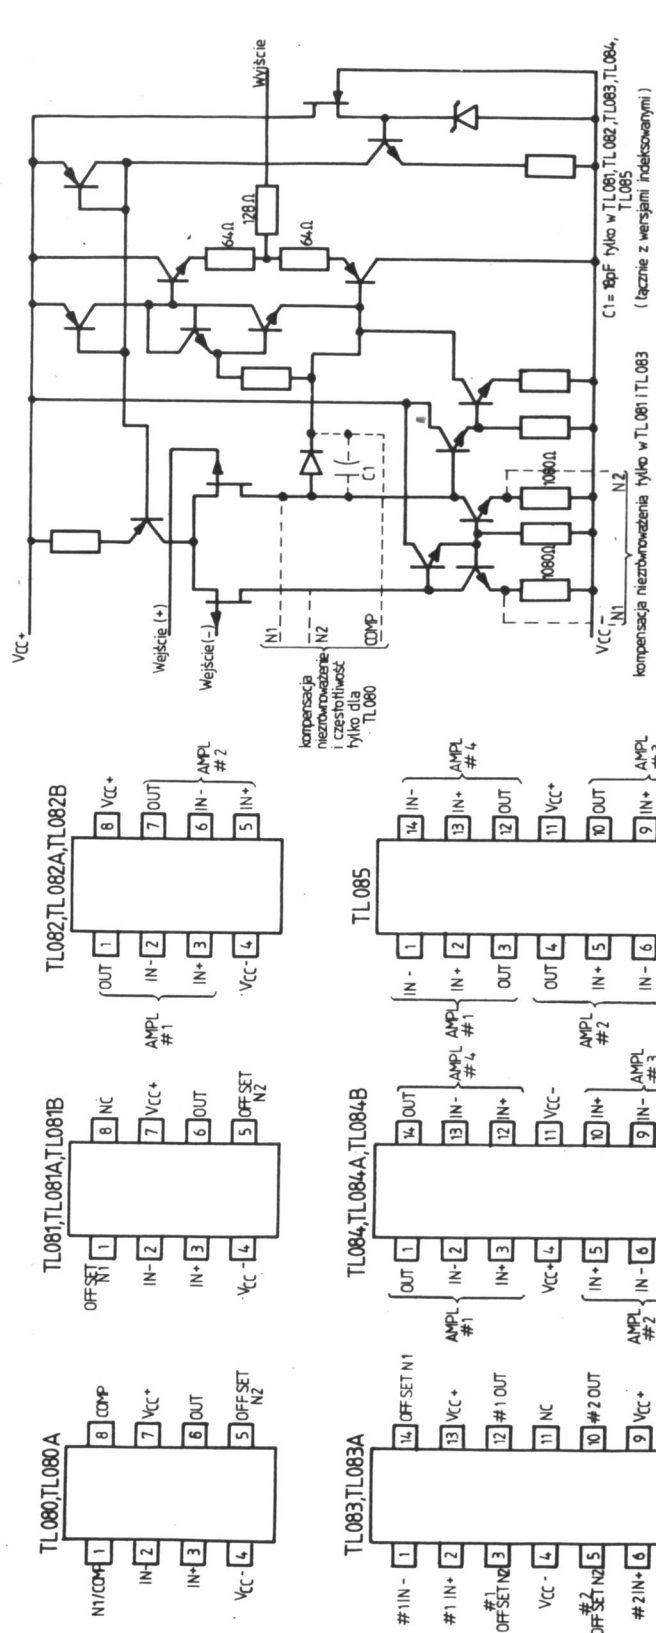 VCC+
Wejście (+)
Wejście(-)
Wyjście
128Ω
64Ω
64Ω
C1
N1
N2
COMP
kompensacja
niezrównoważenie
i częstotliwość
tylko dla
TL080
1080Ω
1080Ω
N1
N2
VCC-
C1= 18pF tylko w TL081,TL082,TL083,TL084,
TL085
(łącznie z wersjami indeksowanymi)
kompensacja niezrównoważenia tylko w TL081 i TL083
TL080,TL080A
N1/COMP 1
IN- 2
IN+ 3
VCC- 4
8 COMP
7 VCC+
6 OUT
5 OFFSET
N2
TL081,TL081A,TL081B
OFFSET
N1 1
IN- 2
IN+ 3
VCC- 4
8 NC
7 VCC+
6 OUT
5 OFFSET
N2
TL082,TL082A,TL082B
OUT 1
IN- 2
IN+ 3
VCC- 4
AMPL
#1
8 VCC+
7 OUT
6 IN-
5 IN+
AMPL
#2
TL083,TL083A
#1IN- 1
#1 IN+ 2
#1
OFFSET N2 3
VCC- 4
#2
OFFSET N2 5
#2IN+ 6
14 OFFSET N1
13 VCC+
12 #1 OUT
11 NC
10 #2 OUT
9 VCC+
TL084,TL084A,TL084B
OUT 1
IN- 2
IN+ 3
VCC+ 4
IN+ 5
IN- 6
AMPL
#1
AMPL
#2
14 OUT
13 IN-
12 IN+
11 VCC-
10 IN+
9 IN-
AMPL
#4
AMPL
#3
TL085
IN- 1
IN+ 2
OUT 3
OUT 4
IN+ 5
IN- 6
AMPL
#1
AMPL
#2
14 IN-
13 IN+
12 OUT
11 VCC+
10 OUT
9 IN+
AMPL
#4
AMPL